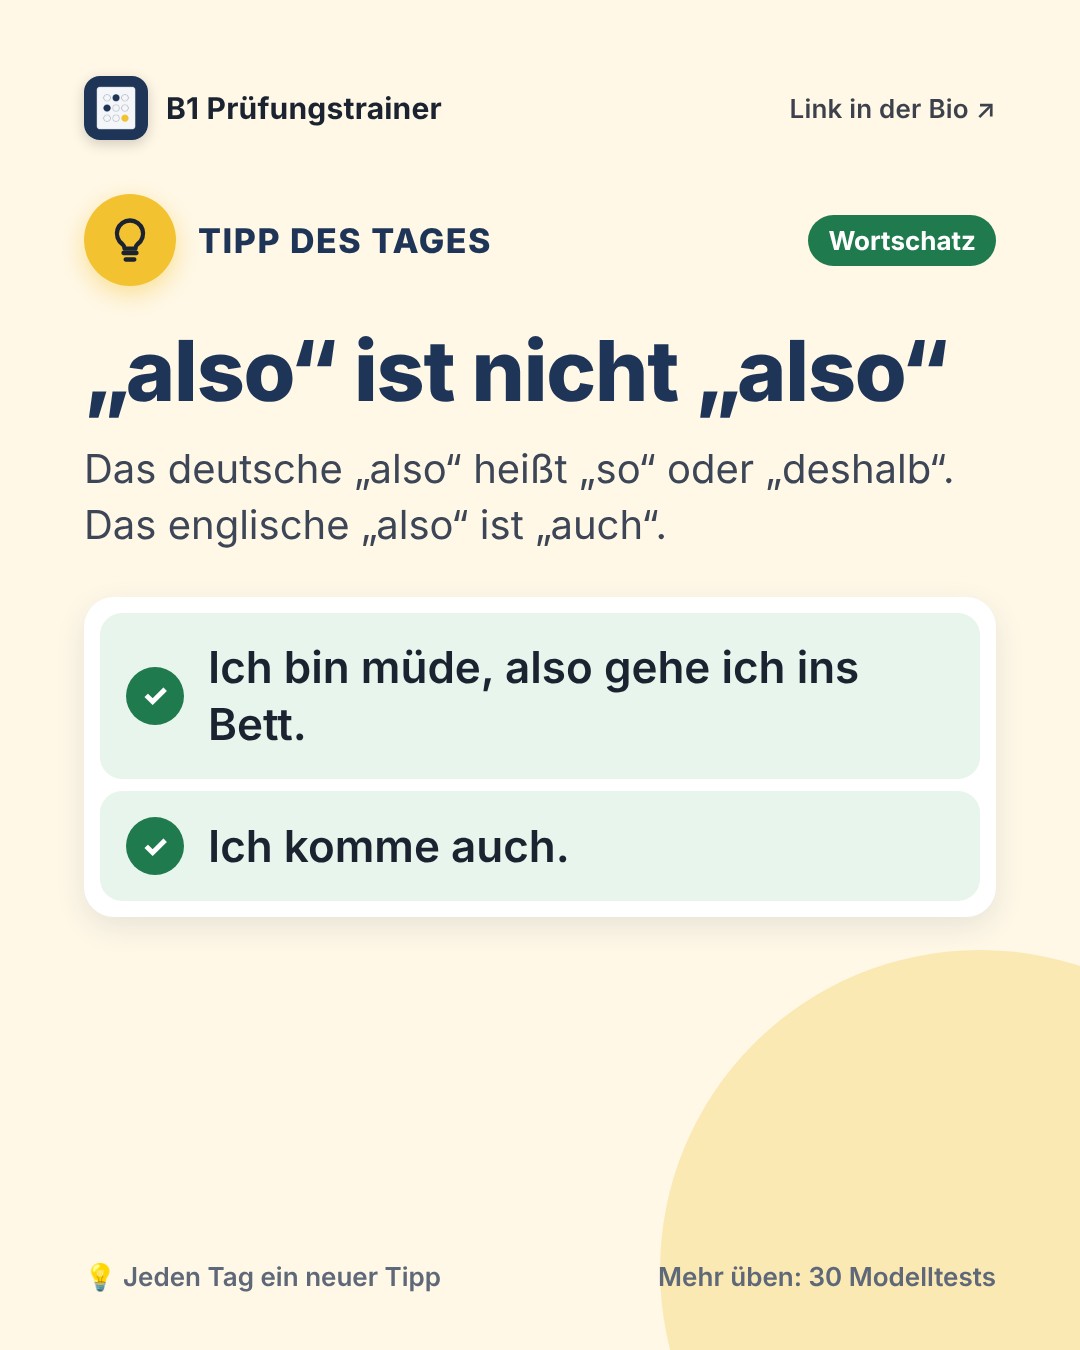 B1 Prüfungstrainer
Link in der Bio ↗
TIPP DES TAGES
Wortschatz
„also“ ist nicht „also“
Das deutsche „also“ heißt „so“ oder „deshalb“.
Das englische „also“ ist „auch“.
Ich bin müde, also gehe ich ins
Bett.
Ich komme auch.
💡 Jeden Tag ein neuer Tipp
Mehr üben: 30 Modelltests